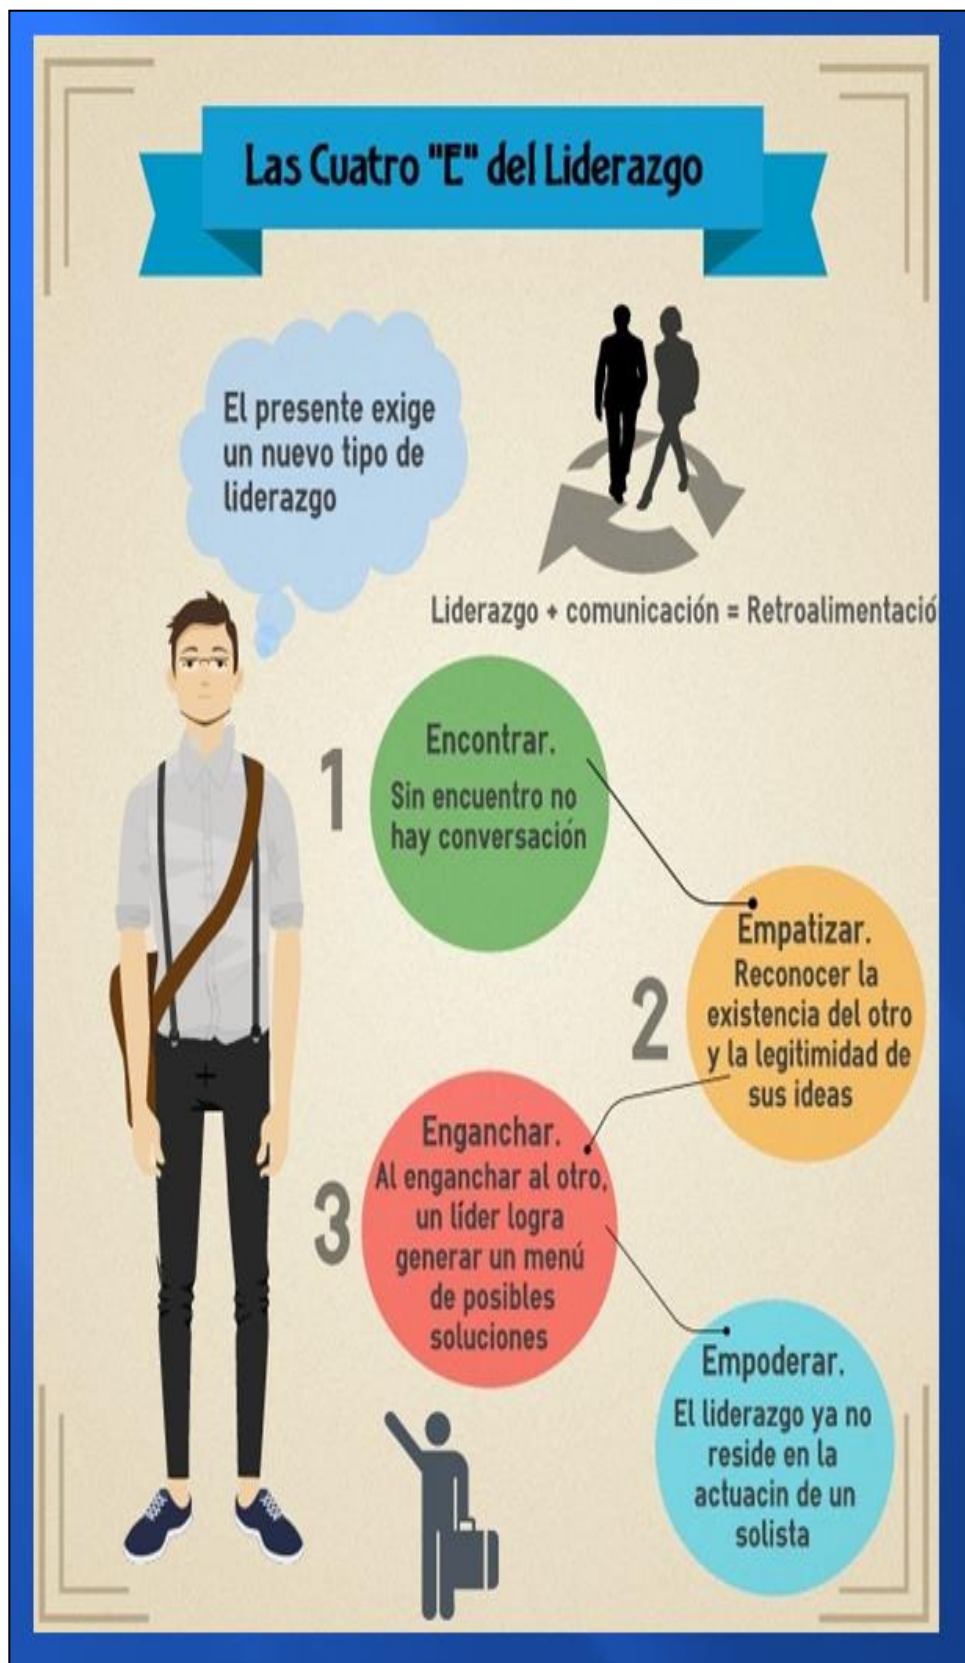 Las Cuatro "E" del Liderazgo
El presente exige
un nuevo tipo de
liderazgo
Liderazgo + comunicación = Retroalimentació
1
Encontrar.
Sin encuentro no
hay conversación
2
Empatizar.
Reconocer la
existencia del otro
y la legitimidad de
sus ideas
3
Enganchar.
Al enganchar al otro,
un líder logra
generar un menú
de posibles
soluciones
Empoderar.
El liderazgo ya no
reside en la
actuacin de un
solista